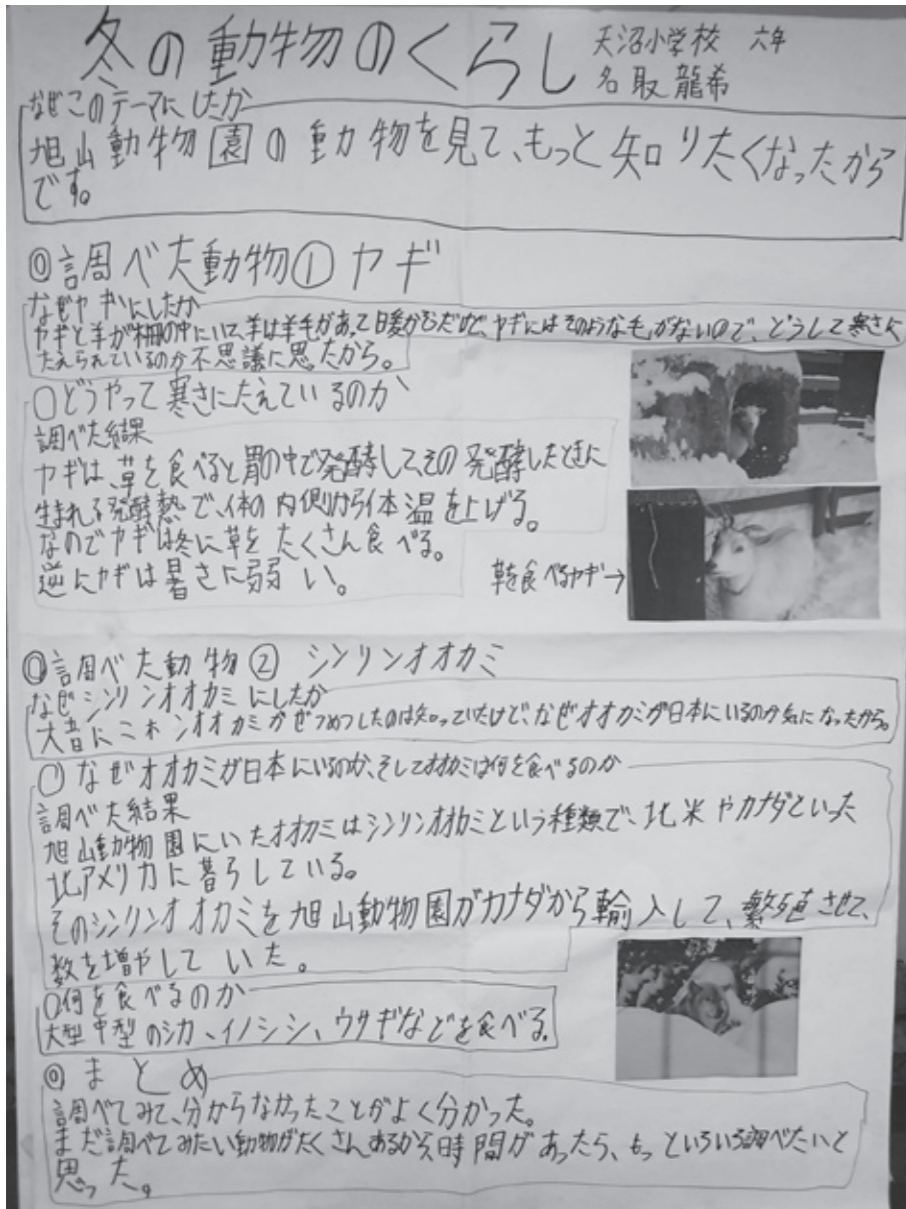 冬の動物のくらし
天沼小学校 六年
名取 龍希
なぜこのテーマにしたか
旭山動物園の動物を見て、もっと知りたくなったから
です。
◎調べた動物① ヤギ
なぜヤギにしたか
ヤギと羊が柵の中にいて、羊は羊毛があって暖かそうだけど、ヤギにはそのような毛がないので、どうして寒さに
たえられているのか不思議に思ったから。
○どうやって寒さにたえているのか
調べた結果
ヤギは、草を食べると胃の中で発酵して、その発酵したときに
生まれる発酵熱で、体の内側から体温を上げる。
なのでヤギは冬に草をたくさん食べる。
逆にヤギは暑さに弱い。
草を食べるヤギ→
◎調べた動物② シンリンオオカミ
なぜシンリンオオカミにしたか
大昔にニホンオオカミがぜつめつしたのは知っていたけど、なぜオオカミが日本にいるのか気になったから。
○なぜオオカミが日本にいるのか、そしてオオカミは何を食べるのか
調べた結果
旭山動物園にいたオオカミはシンリンオオカミという種類で、北米やカナダといった
北アメリカに暮らしている。
そのシンリンオオカミを旭山動物園がカナダから輸入して、繁殖させて、
数を増やしていた。
○何を食べるのか
大型中型のシカ、イノシシ、ウサギなどを食べる。
◎まとめ
調べてみて、分からなかったことがよく分かった。
まだ調べてみたい動物がたくさんあるから、時間があったら、もっといろいろ調べたいと
思った。